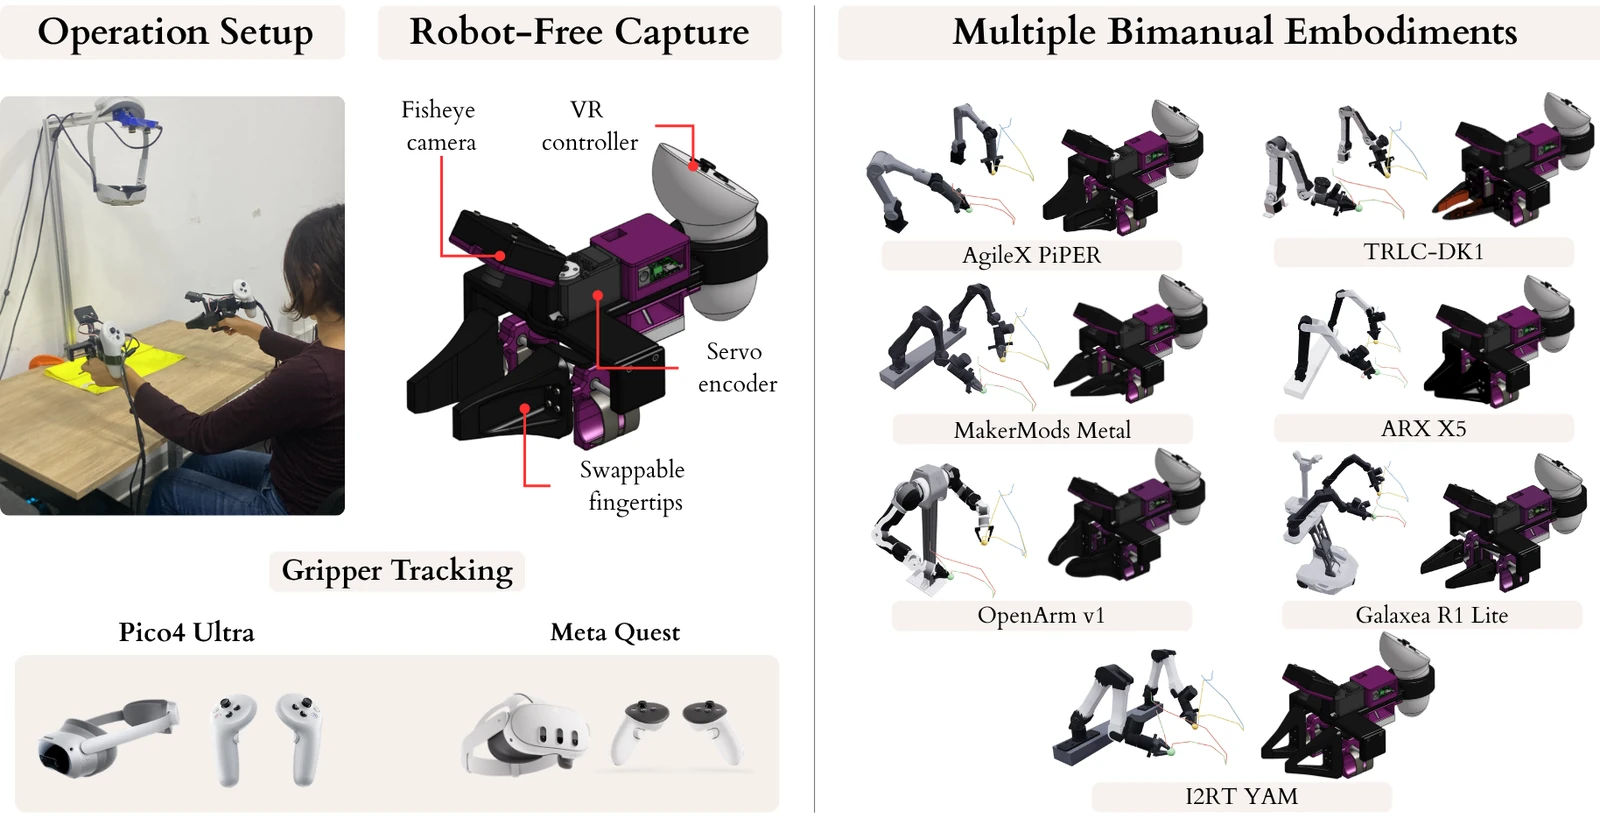 Operation Setup
Robot-Free Capture
Fisheye
camera
VR
controller
Servo
encoder
Swappable
fingertips
Gripper Tracking
Pico4 Ultra
Meta Quest
Multiple Bimanual Embodiments
AgileX PiPER
TRLC-DK1
MakerMods Metal
ARX X5
OpenArm v1
Galaxea R1 Lite
I2RT YAM